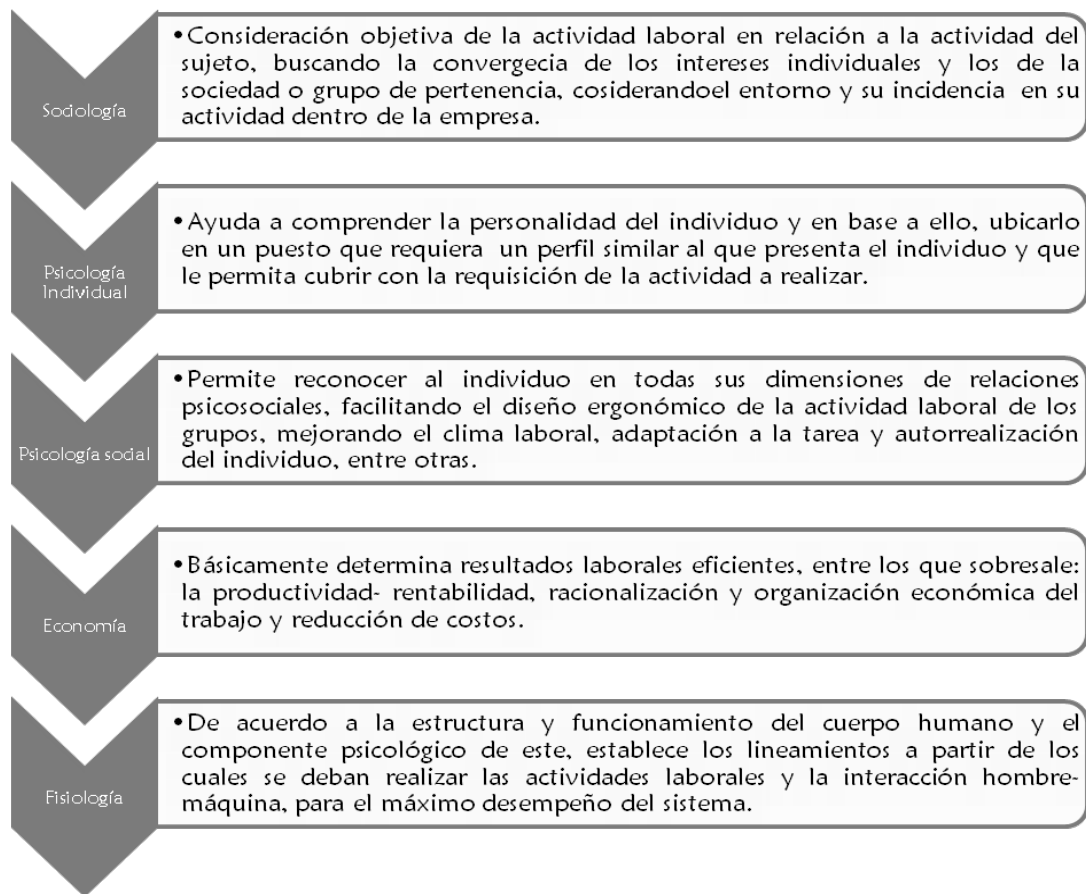 Sociología
•Consideración objetiva de la actividad laboral en relación a la actividad del
sujeto, buscando la convergecia de los intereses individuales y los de la
sociedad o grupo de pertenencia, cosiderandoel entorno y su incidencia en su
actividad dentro de la empresa.
Psicología
Individual
•Ayuda a comprender la personalidad del individuo y en base a ello, ubicarlo
en un puesto que requiera un perfil similar al que presenta el individuo y que
le permita cubrir con la requisición de la actividad a realizar.
Psicología social
•Permite reconocer al individuo en todas sus dimensiones de relaciones
psicosociales, facilitando el diseño ergonómico de la actividad laboral de los
grupos, mejorando el clima laboral, adaptación a la tarea y autorrealización
del individuo, entre otras.
Economía
•Básicamente determina resultados laborales eficientes, entre los que sobresale:
la productividad- rentabilidad, racionalización y organización económica del
trabajo y reducción de costos.
Fisiología
•De acuerdo a la estructura y funcionamiento del cuerpo humano y el
componente psicológico de este, establece los lineamientos a partir de los
cuales se deban realizar las actividades laborales y la interacción hombre-
máquina, para el máximo desempeño del sistema.